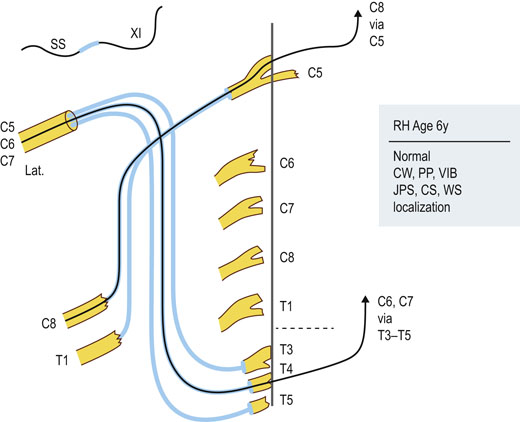 SS
XI
C8
via
C5
C5
C5
C6
C7
Lat.
RH Age 6y
Normal
CW, PP, VIB
JPS, CS, WS
localization
C6
C7
C8
T1
C8
T1
T3
T4
T5
C6, C7
via
T3–T5